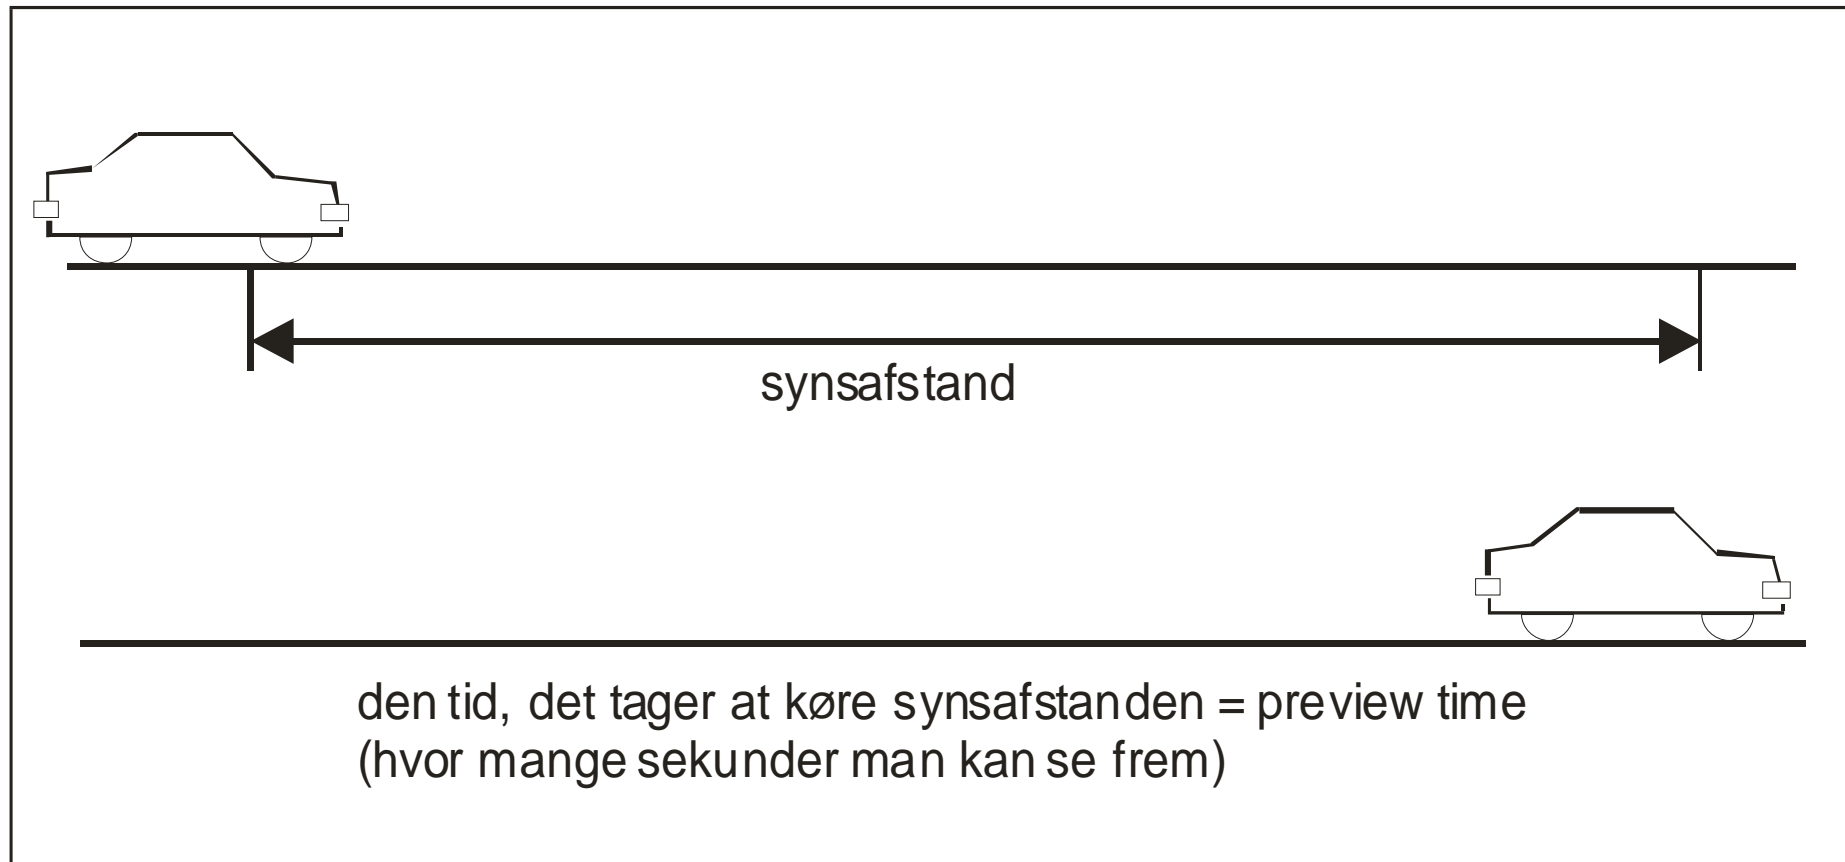 synsafstand
den tid, det tager at køre synsafstanden = preview time
(hvor mange sekunder man kan se frem)